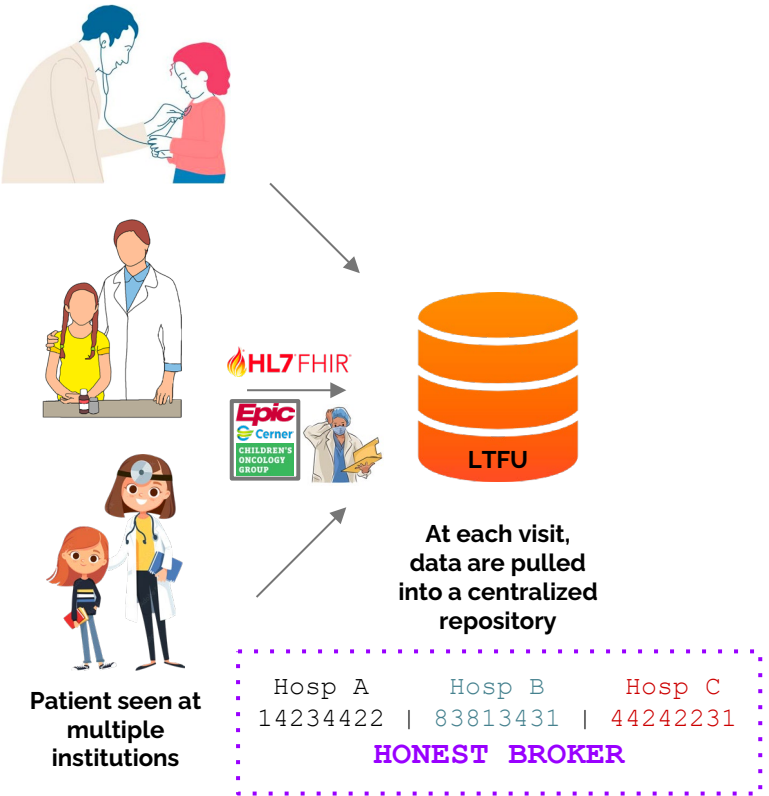 HL7 FHIR®
Epic
Cerner
CHILDREN'S
ONCOLOGY
GROUP
LTFU
At each visit,
data are pulled
into a centralized
repository
Patient seen at
multiple
institutions
Hosp A Hosp B Hosp C
14234422 | 83813431 | 44242231
HONEST BROKER